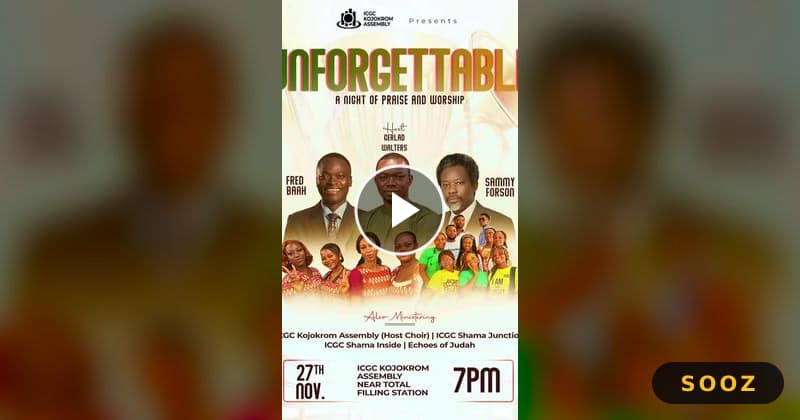 ICGC
KOJOKROM
ASSEMBLY
Presents
UNFORGETTABL
A NIGHT OF PRAISE AND WORSHIP
Host
GERLAD
WALTERS
FRED
BAAH
SAMMY
FORSON
I AM
Also Ministering
CGC Kojokrom Assembly (Host Choir) | ICGC Shama Junctio
ICGC Shama Inside | Echoes of Judah
27TH
NOV.
ICGC KOJOKROM
ASSEMBLY
NEAR TOTAL
FILLING STATION
7PM
SOOZ